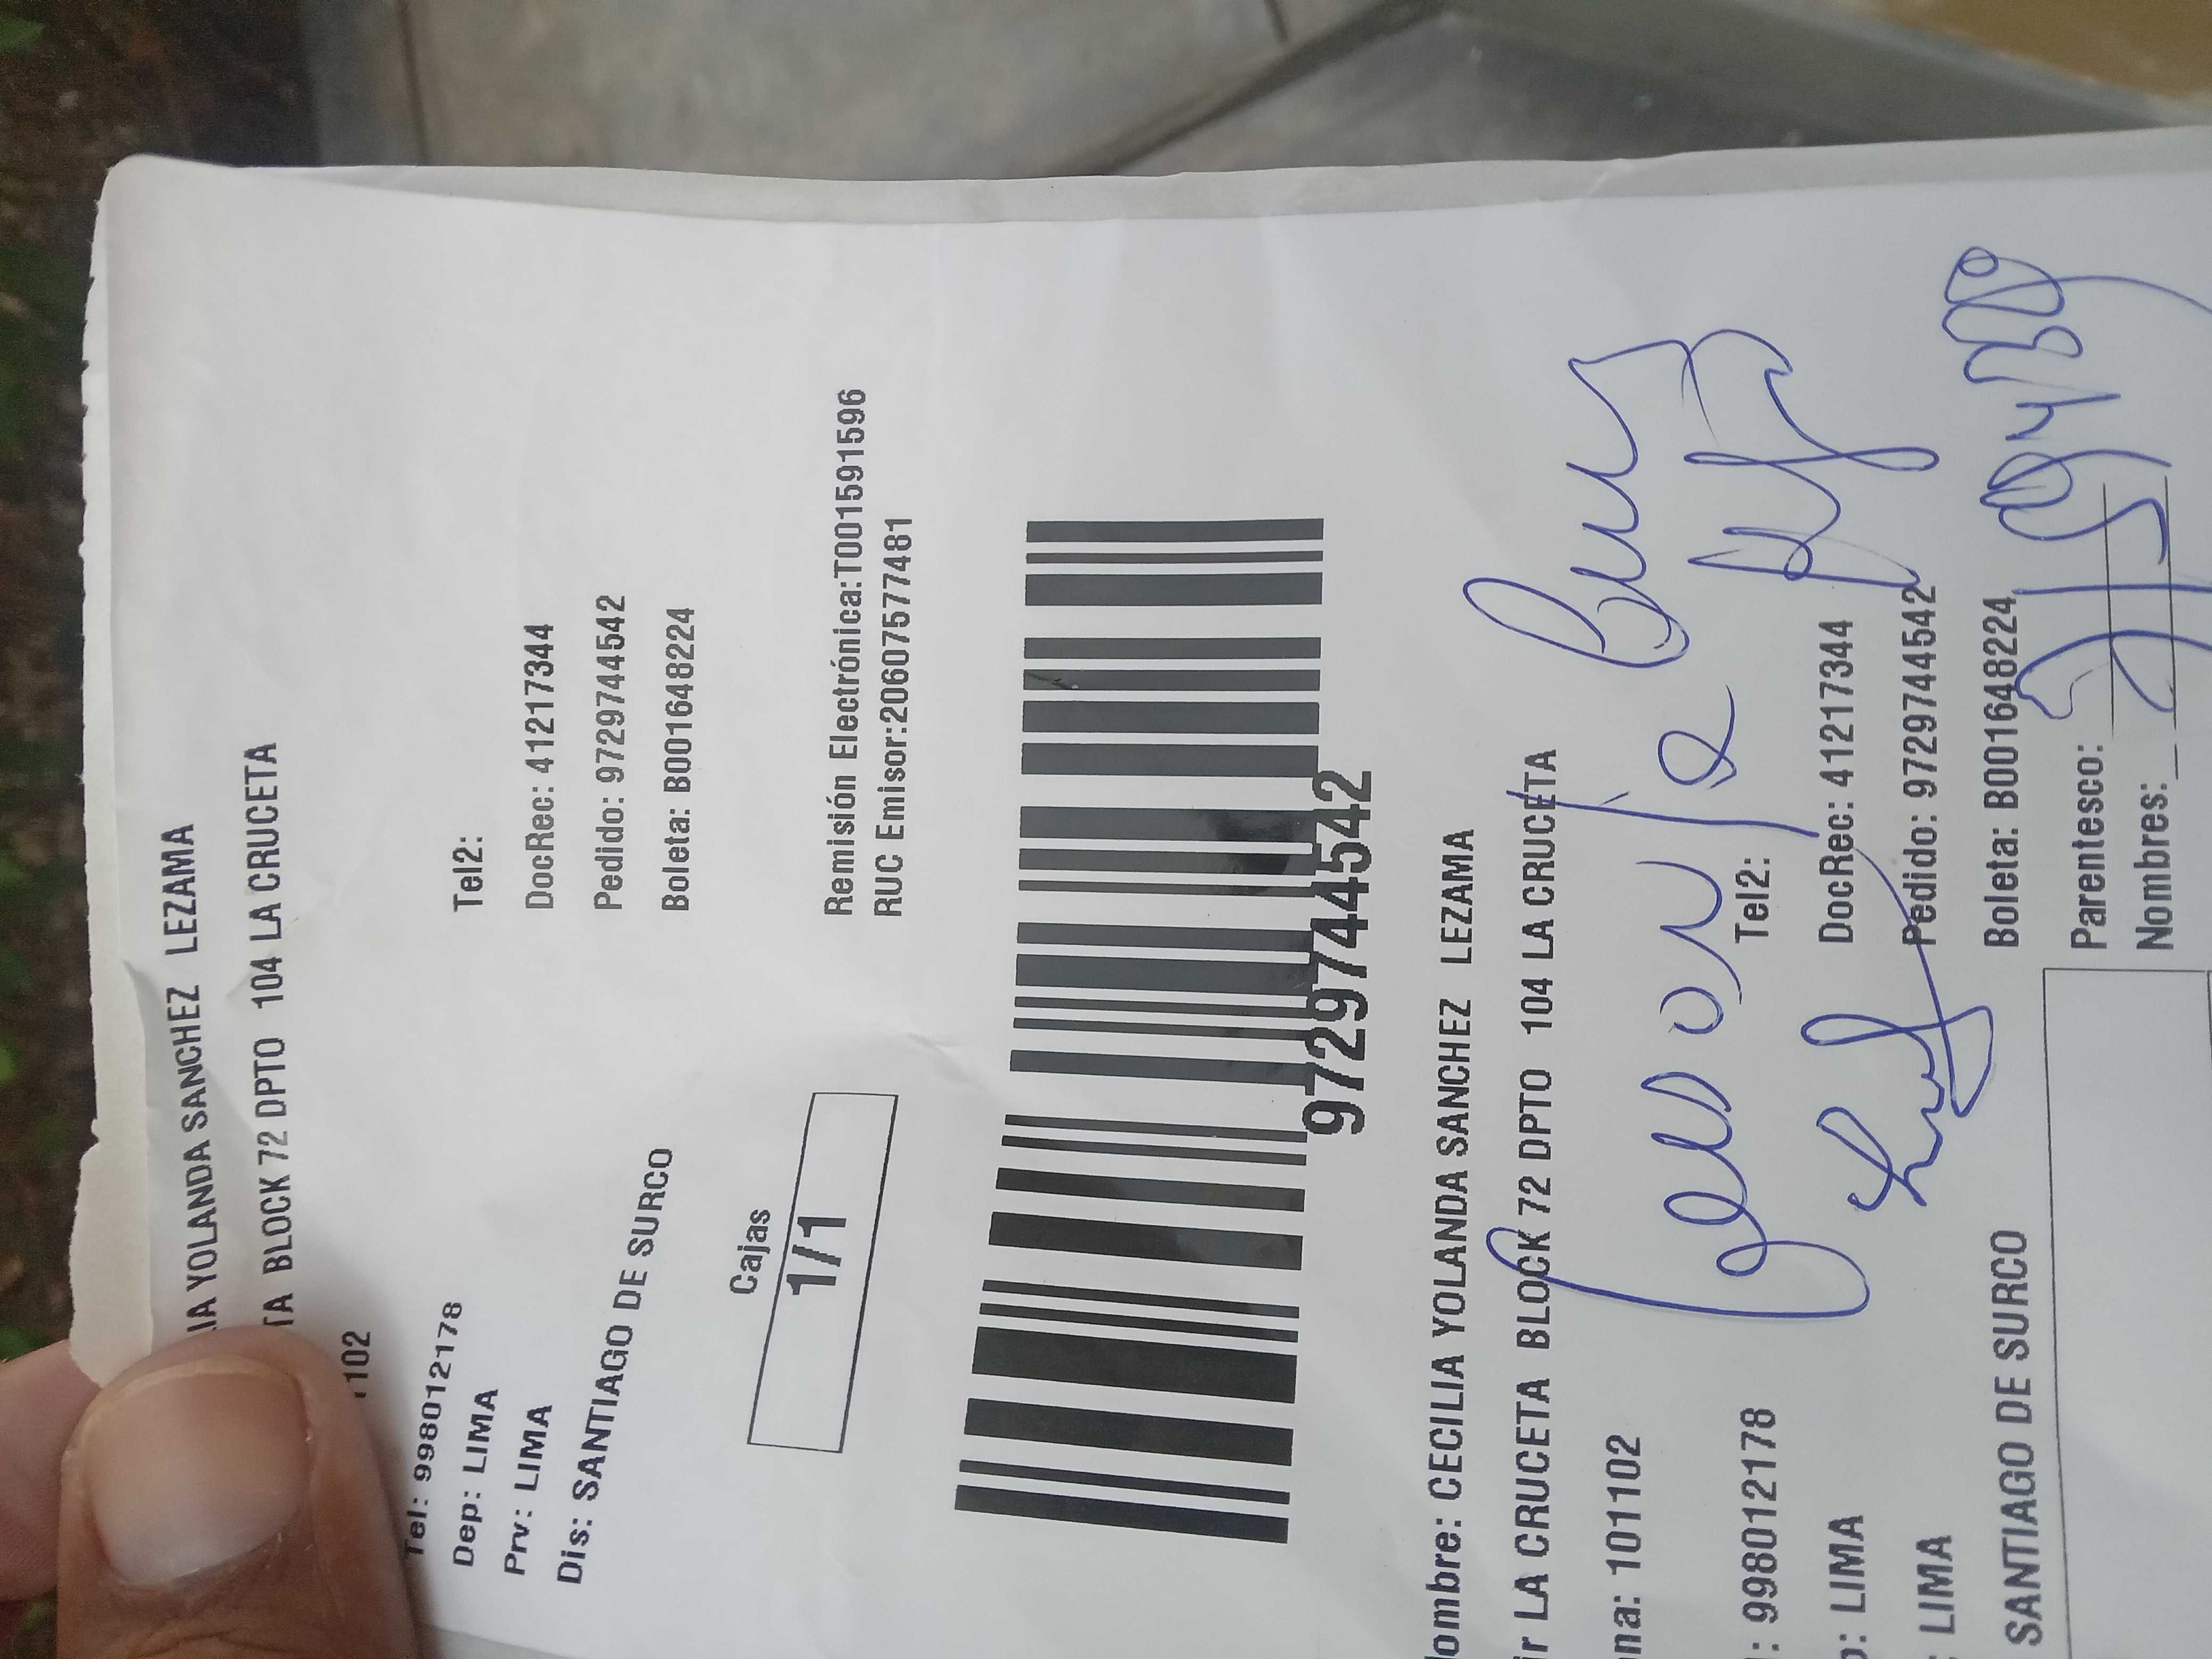 IA YOLANDA SANCHEZ LEZAMA
TA BLOCK 72 DPTO 104 LA CRUCETA
102
Tel: 998012178
Tel2:
Dep: LIMA
DocRec: 41217344
Prv: LIMA
Pedido: 9729744542
Dis: SANTIAGO DE SURCO
Boleta: B001648224
Cajas
1/1
Remisión Electrónica:T001591596
RUC Emisor:20607577481
9729744542
ombre: CECILIA YOLANDA SANCHEZ LEZAMA
ir LA CRUCETA BLOCK 72 DPTO 104 LA CRUCETA
na: 101102
: 998012178
Tel2:
: LIMA
DocRec: 41217344
: LIMA
Pedido: 9729744542
SANTIAGO DE SURCO
Boleta: B001648224
Parentesco:
Nombres: